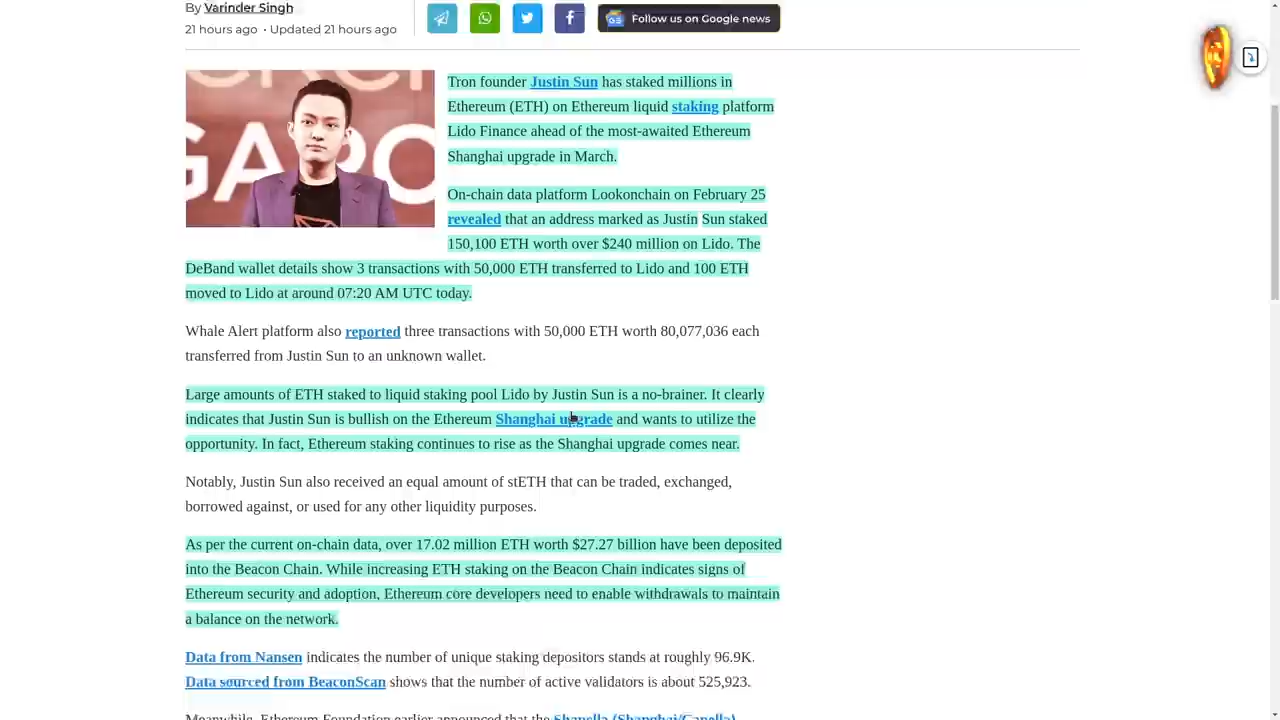 By Varinder Singh
21 hours ago • Updated 21 hours ago
Follow us on Google news
Tron founder Justin Sun has staked millions in
Ethereum (ETH) on Ethereum liquid staking platform
Lido Finance ahead of the most-awaited Ethereum
Shanghai upgrade in March.
On-chain data platform Lookonchain on February 25
revealed that an address marked as Justin Sun staked
150,100 ETH worth over $240 million on Lido. The
DeBand wallet details show 3 transactions with 50,000 ETH transferred to Lido and 100 ETH
moved to Lido at around 07:20 AM UTC today.
Whale Alert platform also reported three transactions with 50,000 ETH worth 80,077,036 each
transferred from Justin Sun to an unknown wallet.
Large amounts of ETH staked to liquid staking pool Lido by Justin Sun is a no-brainer. It clearly
indicates that Justin Sun is bullish on the Ethereum Shanghai upgrade and wants to utilize the
opportunity. In fact, Ethereum staking continues to rise as the Shanghai upgrade comes near.
Notably, Justin Sun also received an equal amount of stETH that can be traded, exchanged,
borrowed against, or used for any other liquidity purposes.
As per the current on-chain data, over 17.02 million ETH worth $27.27 billion have been deposited
into the Beacon Chain. While increasing ETH staking on the Beacon Chain indicates signs of
Ethereum security and adoption, Ethereum core developers need to enable withdrawals to maintain
a balance on the network.
Data from Nansen indicates the number of unique staking depositors stands at roughly 96.9K.
Data sourced from BeaconScan shows that the number of active validators is about 525,923.
Meanwhile, Ethereum Foundation earlier announced that the Shapella (Shanghai/Capella)